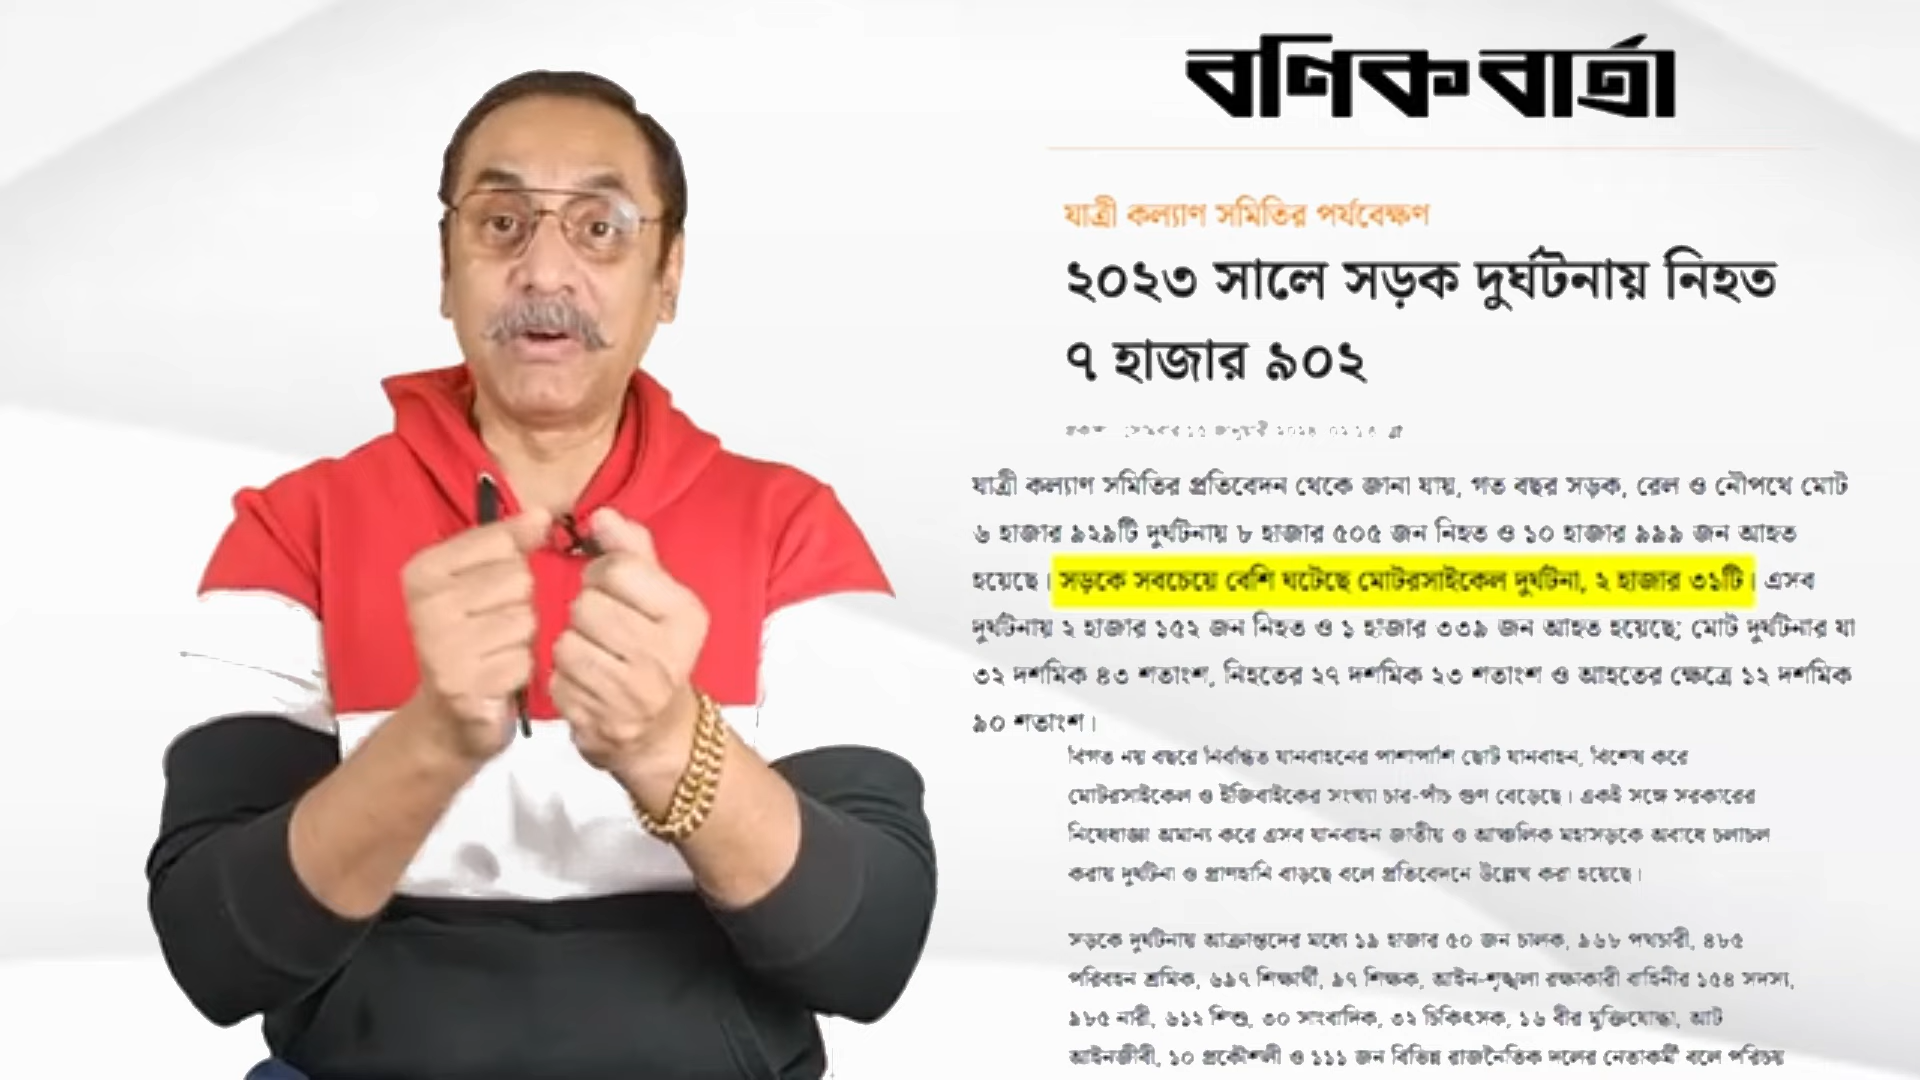 বণিক বার্তা
যাত্রী কল্যাণ সমিতির পর্যবেক্ষণ
২০২৩ সালে সড়ক দুর্ঘটনায় নিহত
৭ হাজার ৯০২
যাত্রী কল্যাণ সমিতির প্রতিবেদন থেকে জানা যায়, গত বছর সড়ক, রেল ও নৌপথে মোট
৬ হাজার ৯২৯টি দুর্ঘটনায় ৮ হাজার ৫০৫ জন নিহত ও ১০ হাজার ৯৯৯ জন আহত
হয়েছে। সড়কে সবচেয়ে বেশি ঘটেছে মোটরসাইকেল দুর্ঘটনা, ২ হাজার ৩১টি। এসব
দুর্ঘটনায় ২ হাজার ১৫২ জন নিহত ও ১ হাজার ৩৩৯ জন আহত হয়েছে; মোট দুর্ঘটনার যা
৩২ দশমিক ৪৩ শতাংশ, নিহতের ২৭ দশমিক ২৩ শতাংশ ও আহতের ক্ষেত্রে ১২ দশমিক
৯০ শতাংশ।
বিগত নয় বছরে নিবন্ধিত যানবাহনের পাশাপাশি ছোট যানবাহন, বিশেষ করে
মোটরসাইকেল ও ইজিবাইকের সংখ্যা চার-পাঁচ গুণ বেড়েছে। একই সঙ্গে সরকারের
নিষেধাজ্ঞা অমান্য করে এসব যানবাহন জাতীয় ও আঞ্চলিক মহাসড়কে অবাধে চলাচল
করায় দুর্ঘটনা ও প্রাণহানি বাড়ছে বলে প্রতিবেদনে উল্লেখ করা হয়েছে।
সড়কে দুর্ঘটনায় আক্রান্তদের মধ্যে ১৯ হাজার ৫০ জন চালক, ৯৬৮ পথচারী, ৪৮৫
পরিবহন শ্রমিক, ৬৯৭ শিক্ষার্থী, ৯৭ শিক্ষক, আইন-শৃঙ্খলা রক্ষাকারী বাহিনীর ১৫৪ সদস্য,
৯৮৫ নারী, ৬১২ শিশু, ৩০ সাংবাদিক, ৩২ চিকিৎসক, ১৬ বীর মুক্তিযোদ্ধা, আট
আইনজীবী, ১০ প্রকৌশলী ও ১১১ জন বিভিন্ন রাজনৈতিক দলের নেতাকর্মী বলে পরিচয়